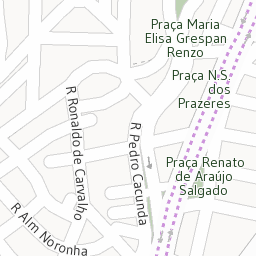 Praça Maria
Elisa Grespan
Renzo
Praça N.S.
dos
Prazeres
R Ronaldo de Carvalho
R Pedro Cacunda
Praça Renato
de Araújo
Salgado
R Alm Noronha